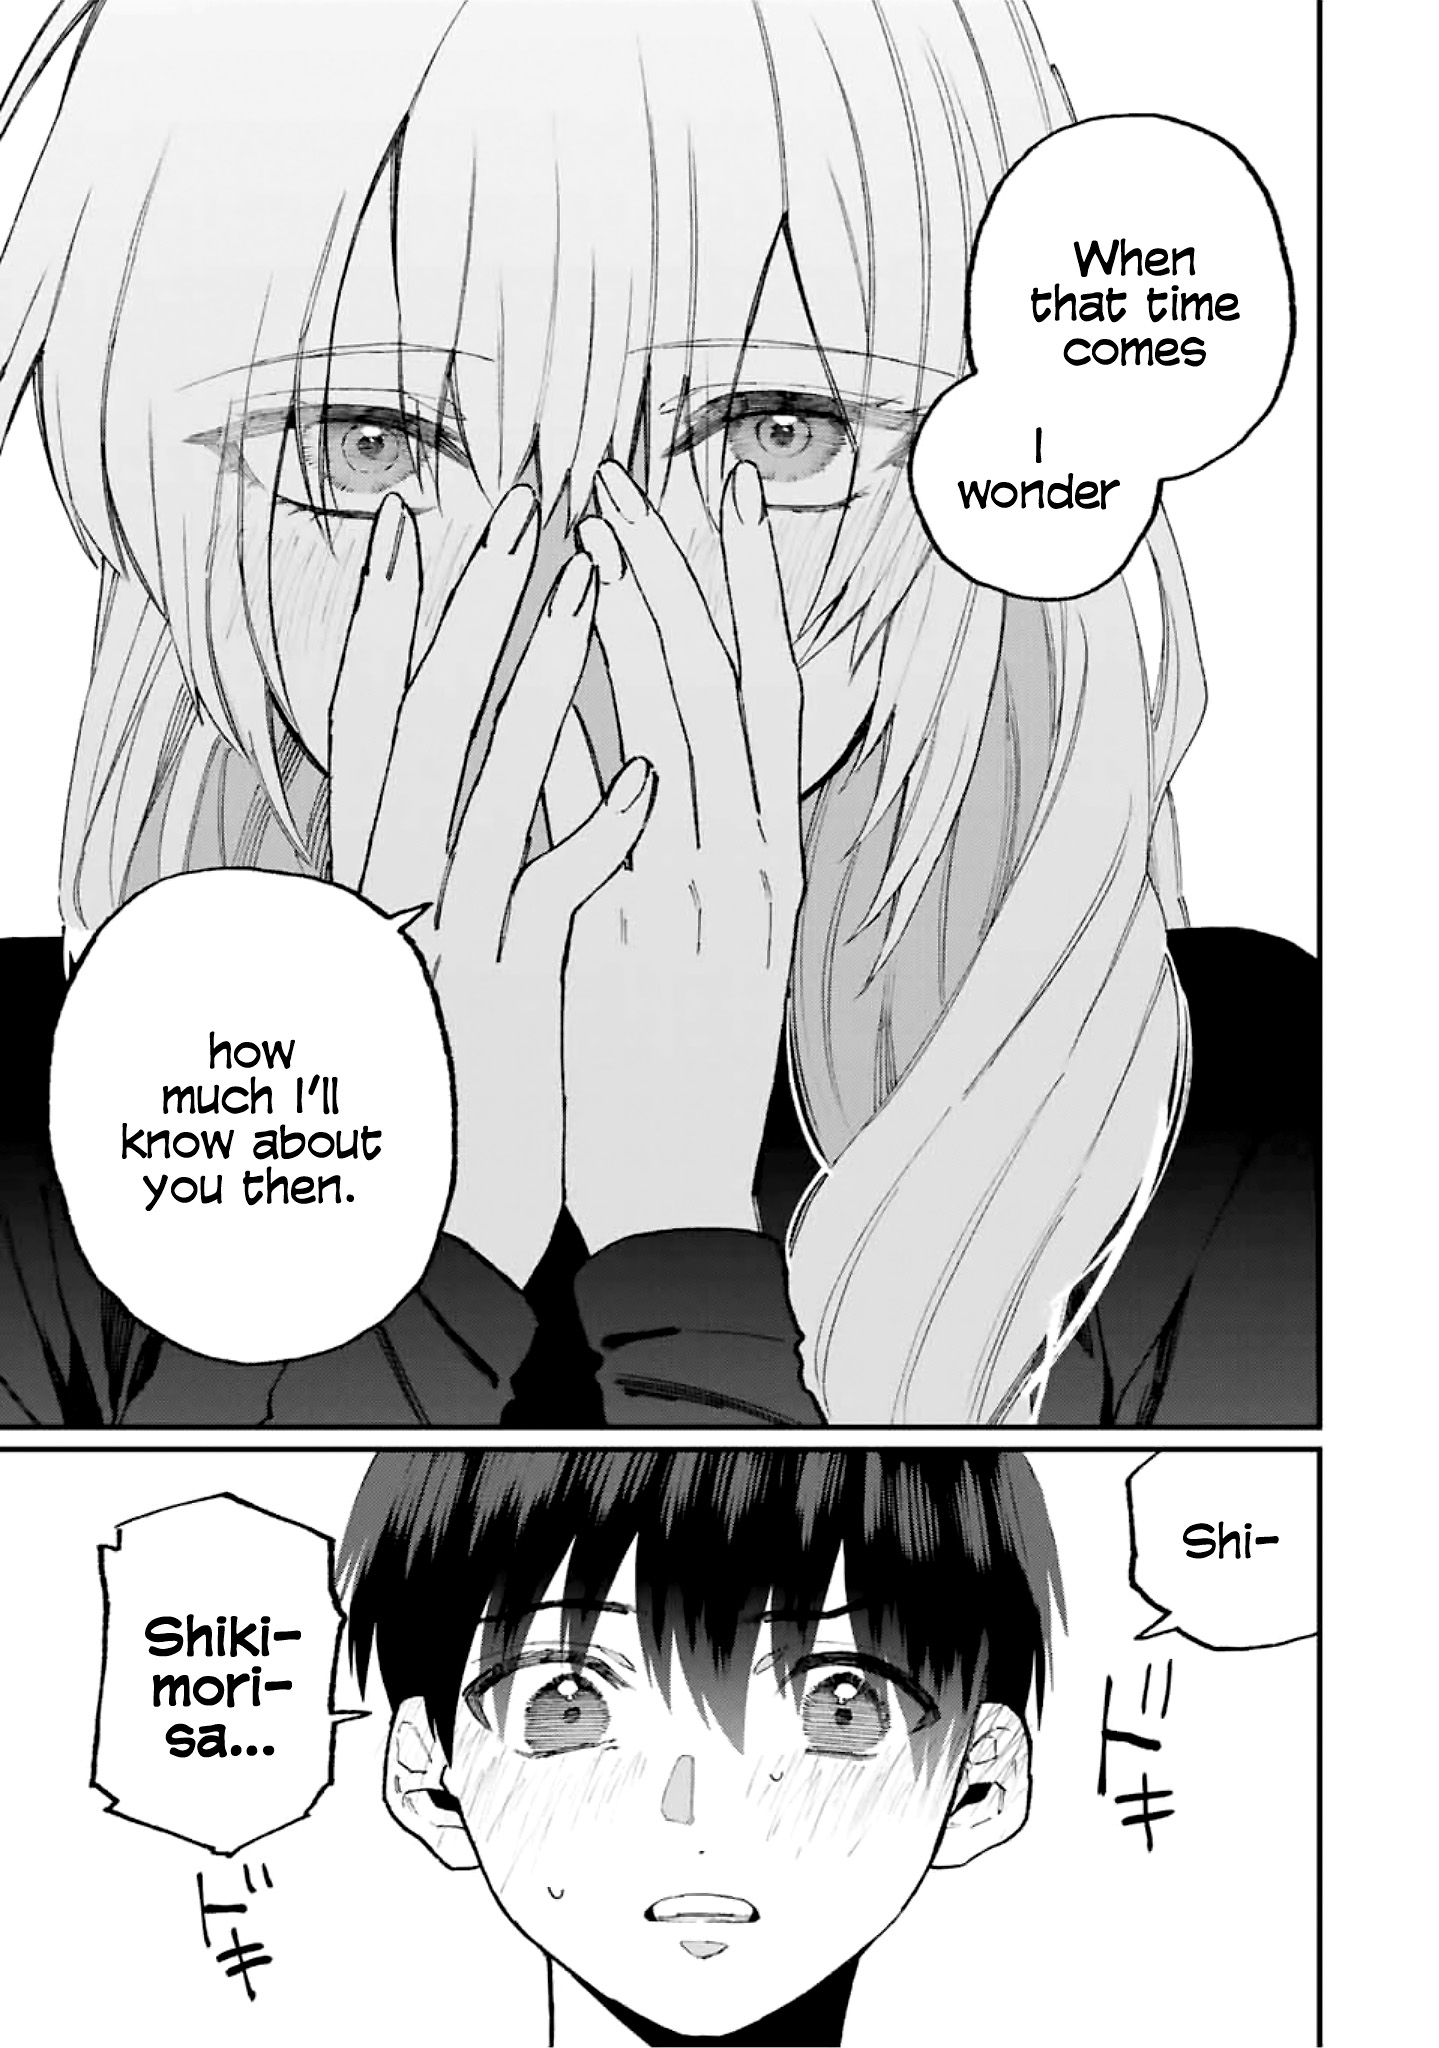 When
that time
comes
I
wonder
how
much I'll
know about
you then.
Shi-
ドキ
Shiki-
mori-
sa...
ドキ